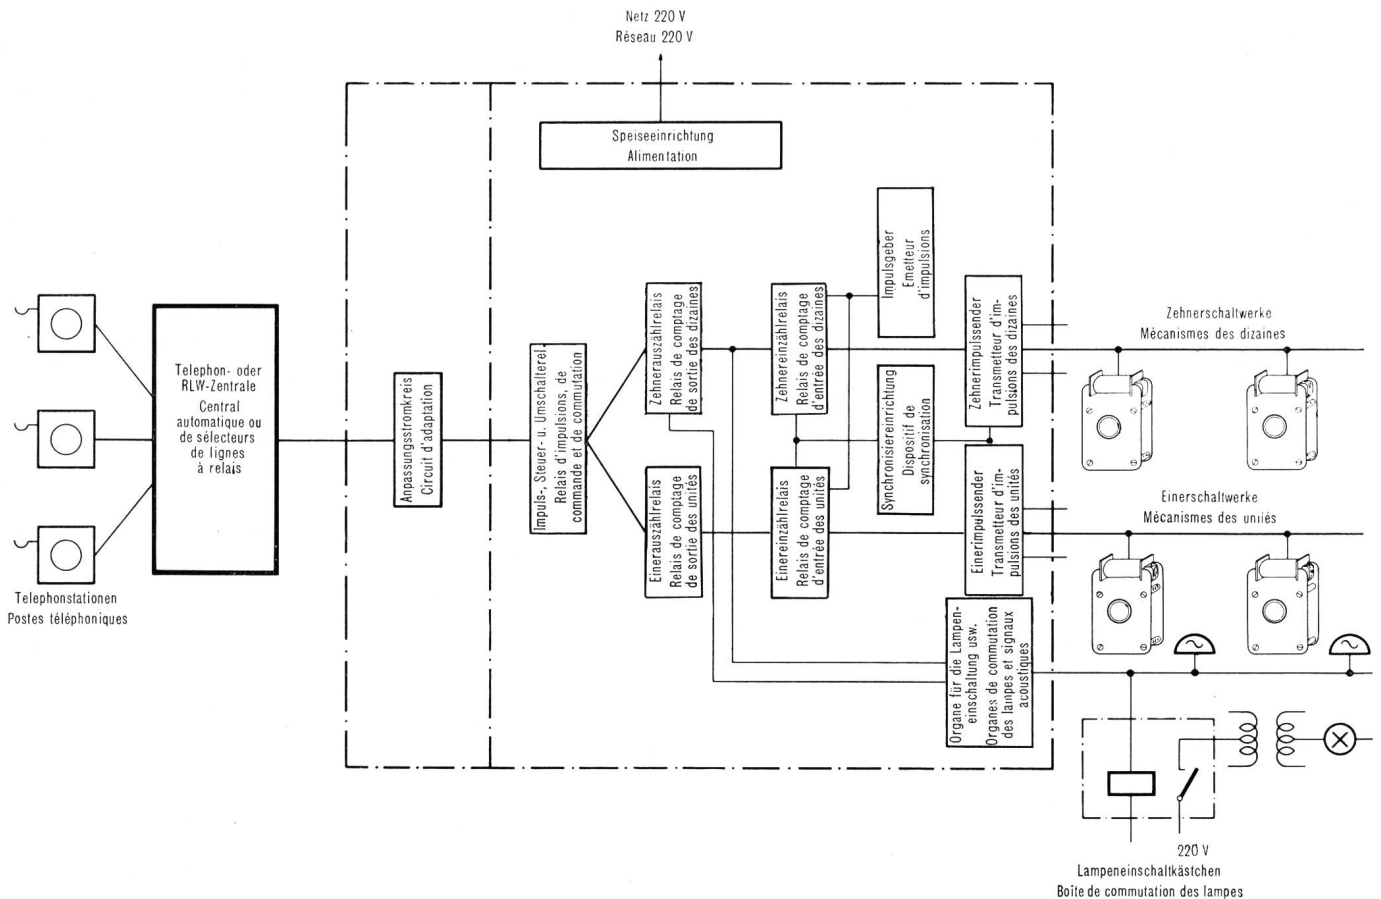 Netz 220 V
Réseau 220 V
Speiseeinrichtung
Alimentation
Telephon- oder
RLW-Zentrale
Central
automatique ou
de sélecteurs
de lignes
à relais
Telephonstationen
Postes téléphoniques
Anpassungsstromkreis
Circuit d'adaptation
Impuls-, Steuer- u. Umschalterel.
Relais d'impulsions, de
commande et de commutation
Zehnerauszählrelais
Relais de comptage
de sortie des dizaines
Einerauszählrelais
Relais de comptage
de sortie des unités
Zehnereinzählrelais
Relais de comptage
d'entrée des dizaines
Einereinzählrelais
Relais de comptage
d'entrée des unités
Impulsgeber
Emetteur
d'impulsions
Synchronisiereinrichtung
Dispositif de
synchronisation
Zehnerimpulssender
Transmetteur d'im-
pulsions des dizaines
Einerimpulssender
Transmetteur d'im-
pulsions des unités
Organe für die Lampen-
einschaltung usw.
Organes de commutation
des lampes et signaux
acoustiques
Zehnerschaltwerke
Mécanismes des dizaines
Einerschaltwerke
Mécanismes des unités
220 V
Lampeneinschaltkästchen
Boîte de commutation des lampes